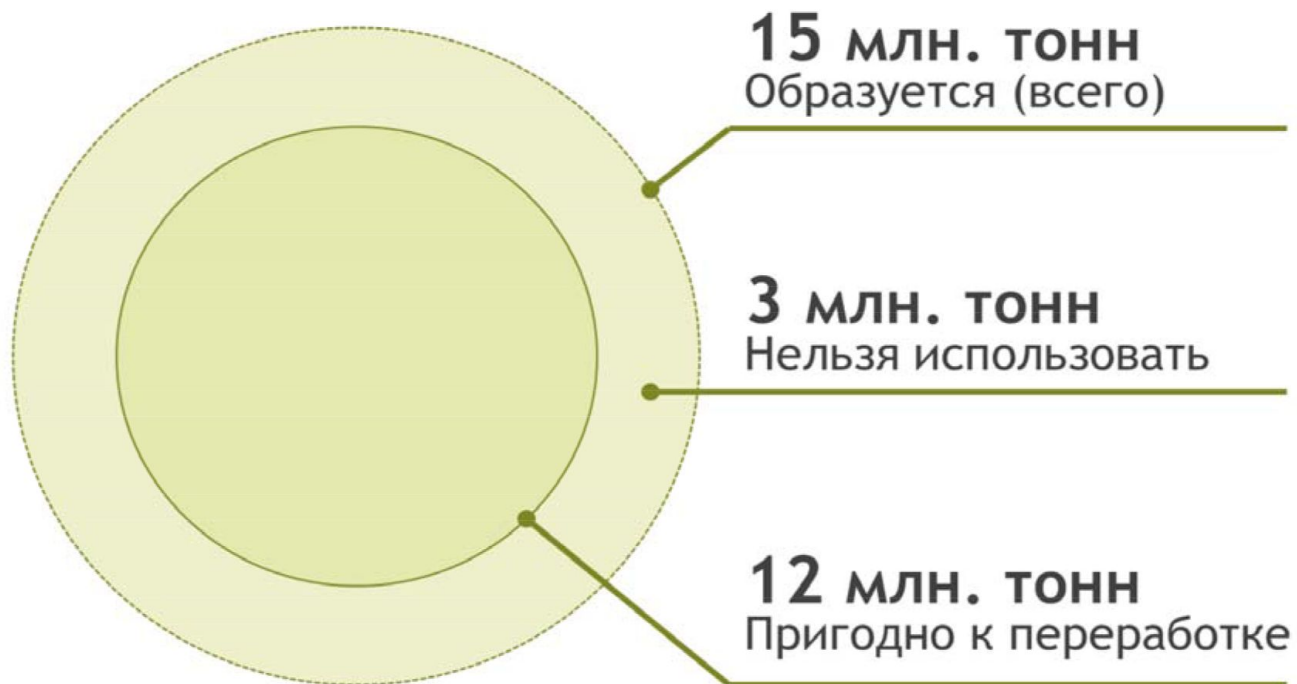 15 млн. тонн
Образуется (всего)
3 млн. тонн
Нельзя использовать
12 млн. тонн
Пригодно к переработке